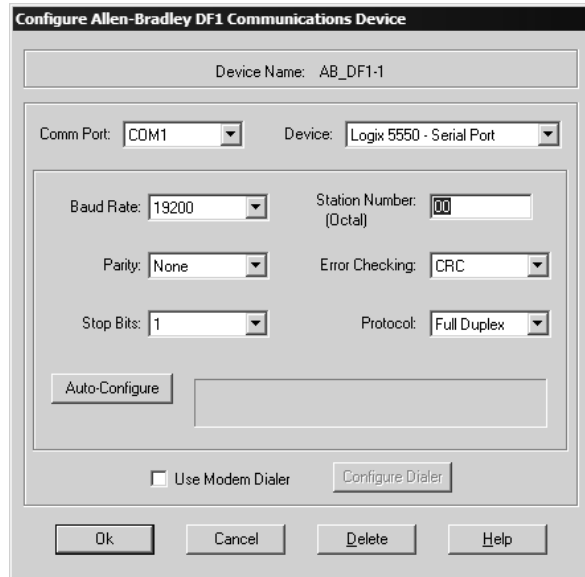 Configure Allen-Bradley DF1 Communications Device
Device Name: AB_DF1-1
Comm Port: COM1 Device: Logix 5550 - Serial Port
Baud Rate: 19200 Station Number: 00
(Octal)
Parity: None Error Checking: CRC
Stop Bits: 1 Protocol: Full Duplex
Auto-Configure
Use Modem Dialer Configure Dialer
Ok Cancel Delete Help